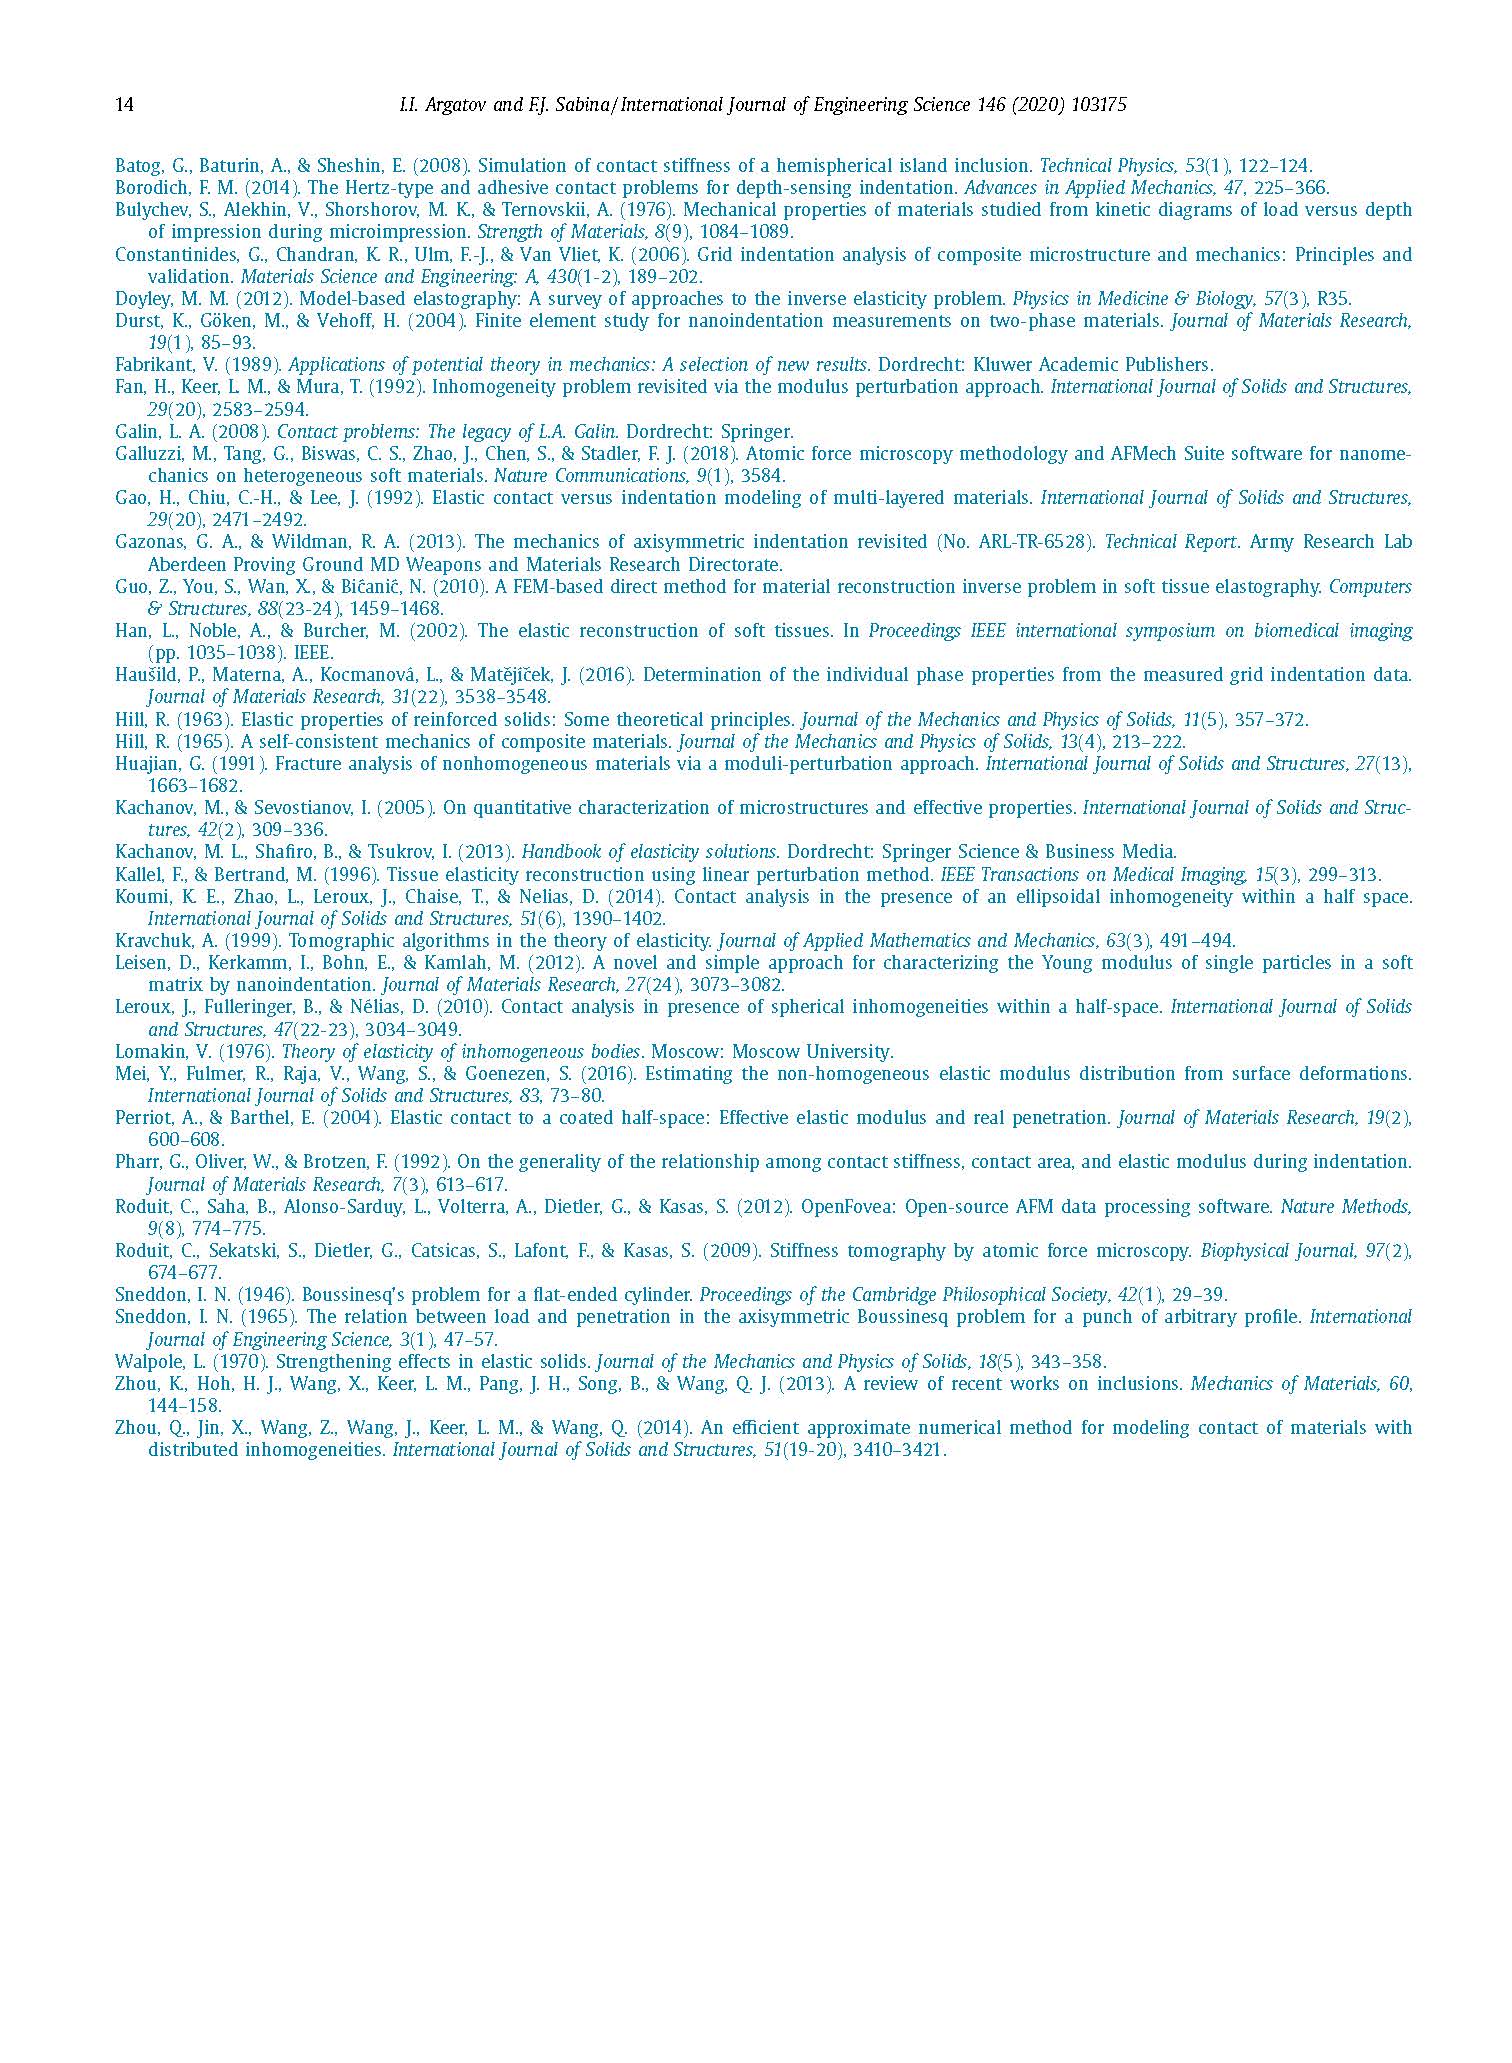 14
I.I. Argatov and F.J. Sabina / International Journal of Engineering Science 146 (2020) 103175
Batog, G., Baturin, A., & Sheshin, E. (2008). Simulation of contact stiffness of a hemispherical island inclusion. Technical Physics, 53(1), 122–124.
Borodich, F. M. (2014). The Hertz-type and adhesive contact problems for depth-sensing indentation. Advances in Applied Mechanics, 47, 225–366.
Bulychev, S., Alekhin, V., Shorshorov, M. K., & Ternovskii, A. (1976). Mechanical properties of materials studied from kinetic diagrams of load versus depth
of impression during microimpression. Strength of Materials, 8(9), 1084–1089.
Constantinides, G., Chandran, K. R., Ulm, F.-J., & Van Vliet, K. (2006). Grid indentation analysis of composite microstructure and mechanics: Principles and
validation. Materials Science and Engineering: A, 430(1-2), 189–202.
Doyley, M. M. (2012). Model-based elastography: A survey of approaches to the inverse elasticity problem. Physics in Medicine & Biology, 57(3), R35.
Durst, K., Göken, M., & Vehoff, H. (2004). Finite element study for nanoindentation measurements on two-phase materials. Journal of Materials Research,
19(1), 85–93.
Fabrikant, V. (1989). Applications of potential theory in mechanics: A selection of new results. Dordrecht: Kluwer Academic Publishers.
Fan, H., Keer, L. M., & Mura, T. (1992). Inhomogeneity problem revisited via the modulus perturbation approach. International Journal of Solids and Structures,
29(20), 2583–2594.
Galin, L. A. (2008). Contact problems: The legacy of L.A. Galin. Dordrecht: Springer.
Galluzzi, M., Tang, G., Biswas, C. S., Zhao, J., Chen, S., & Stadler, F. J. (2018). Atomic force microscopy methodology and AFMech Suite software for nanome-
chanics on heterogeneous soft materials. Nature Communications, 9(1), 3584.
Gao, H., Chiu, C.-H., & Lee, J. (1992). Elastic contact versus indentation modeling of multi-layered materials. International Journal of Solids and Structures,
29(20), 2471–2492.
Gazonas, G. A., & Wildman, R. A. (2013). The mechanics of axisymmetric indentation revisited (No. ARL-TR-6528). Technical Report. Army Research Lab
Aberdeen Proving Ground MD Weapons and Materials Research Directorate.
Guo, Z., You, S., Wan, X., & Bićanić, N. (2010). A FEM-based direct method for material reconstruction inverse problem in soft tissue elastography. Computers
& Structures, 88(23-24), 1459–1468.
Han, L., Noble, A., & Burcher, M. (2002). The elastic reconstruction of soft tissues. In Proceedings IEEE international symposium on biomedical imaging
(pp. 1035–1038). IEEE.
Haušild, P., Materna, A., Kocmanová, L., & Matějíček, J. (2016). Determination of the individual phase properties from the measured grid indentation data.
Journal of Materials Research, 31(22), 3538–3548.
Hill, R. (1963). Elastic properties of reinforced solids: Some theoretical principles. Journal of the Mechanics and Physics of Solids, 11(5), 357–372.
Hill, R. (1965). A self-consistent mechanics of composite materials. Journal of the Mechanics and Physics of Solids, 13(4), 213–222.
Huajian, G. (1991). Fracture analysis of nonhomogeneous materials via a moduli-perturbation approach. International Journal of Solids and Structures, 27(13),
1663–1682.
Kachanov, M., & Sevostianov, I. (2005). On quantitative characterization of microstructures and effective properties. International Journal of Solids and Struc-
tures, 42(2), 309–336.
Kachanov, M. L., Shafiro, B., & Tsukrov, I. (2013). Handbook of elasticity solutions. Dordrecht: Springer Science & Business Media.
Kallel, F., & Bertrand, M. (1996). Tissue elasticity reconstruction using linear perturbation method. IEEE Transactions on Medical Imaging, 15(3), 299–313.
Koumi, K. E., Zhao, L., Leroux, J., Chaise, T., & Nelias, D. (2014). Contact analysis in the presence of an ellipsoidal inhomogeneity within a half space.
International Journal of Solids and Structures, 51(6), 1390–1402.
Kravchuk, A. (1999). Tomographic algorithms in the theory of elasticity. Journal of Applied Mathematics and Mechanics, 63(3), 491–494.
Leisen, D., Kerkamm, I., Bohn, E., & Kamlah, M. (2012). A novel and simple approach for characterizing the Young modulus of single particles in a soft
matrix by nanoindentation. Journal of Materials Research, 27(24), 3073–3082.
Leroux, J., Fulleringer, B., & Nélias, D. (2010). Contact analysis in presence of spherical inhomogeneities within a half-space. International Journal of Solids
and Structures, 47(22-23), 3034–3049.
Lomakin, V. (1976). Theory of elasticity of inhomogeneous bodies. Moscow: Moscow University.
Mei, Y., Fulmer, R., Raja, V., Wang, S., & Goenezen, S. (2016). Estimating the non-homogeneous elastic modulus distribution from surface deformations.
International Journal of Solids and Structures, 83, 73–80.
Perriot, A., & Barthel, E. (2004). Elastic contact to a coated half-space: Effective elastic modulus and real penetration. Journal of Materials Research, 19(2),
600–608.
Pharr, G., Oliver, W., & Brotzen, F. (1992). On the generality of the relationship among contact stiffness, contact area, and elastic modulus during indentation.
Journal of Materials Research, 7(3), 613–617.
Roduit, C., Saha, B., Alonso-Sarduy, L., Volterra, A., Dietler, G., & Kasas, S. (2012). OpenFovea: Open-source AFM data processing software. Nature Methods,
9(8), 774–775.
Roduit, C., Sekatski, S., Dietler, G., Catsicas, S., Lafont, F., & Kasas, S. (2009). Stiffness tomography by atomic force microscopy. Biophysical Journal, 97(2),
674–677.
Sneddon, I. N. (1946). Boussinesq's problem for a flat-ended cylinder. Proceedings of the Cambridge Philosophical Society, 42(1), 29–39.
Sneddon, I. N. (1965). The relation between load and penetration in the axisymmetric Boussinesq problem for a punch of arbitrary profile. International
Journal of Engineering Science, 3(1), 47–57.
Walpole, L. (1970). Strengthening effects in elastic solids. Journal of the Mechanics and Physics of Solids, 18(5), 343–358.
Zhou, K., Hoh, H. J., Wang, X., Keer, L. M., Pang, J. H., Song, B., & Wang, Q. J. (2013). A review of recent works on inclusions. Mechanics of Materials, 60,
144–158.
Zhou, Q., Jin, X., Wang, Z., Wang, J., Keer, L. M., & Wang, Q. (2014). An efficient approximate numerical method for modeling contact of materials with
distributed inhomogeneities. International Journal of Solids and Structures, 51(19-20), 3410–3421.